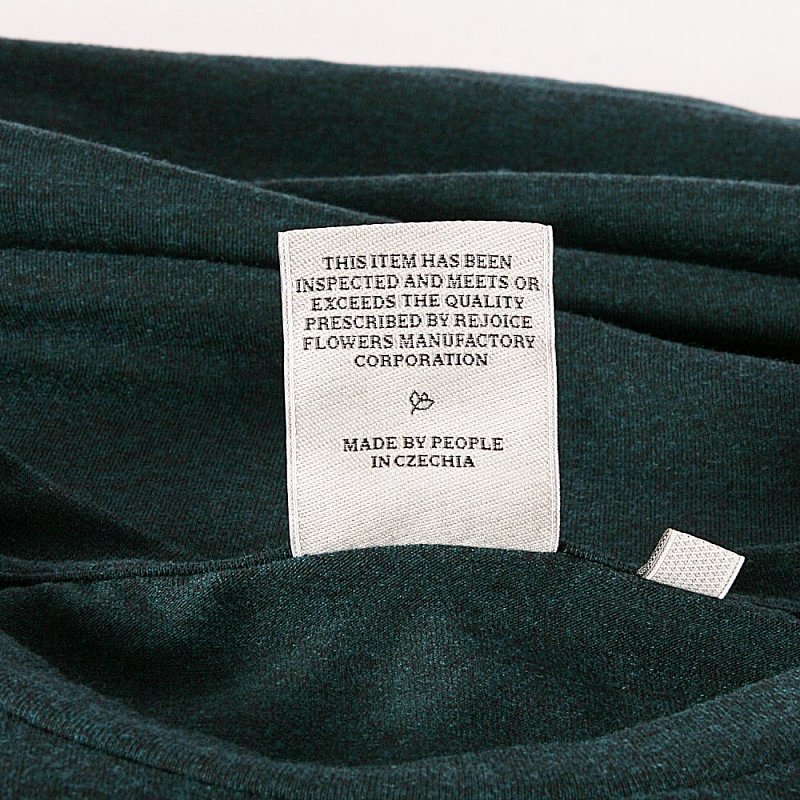 THIS ITEM HAS BEEN
INSPECTED AND MEETS OR
EXCEEDS THE QUALITY
PRESCRIBED BY REJOICE
FLOWERS MANUFACTORY
CORPORATION
MADE BY PEOPLE
IN CZECHIA